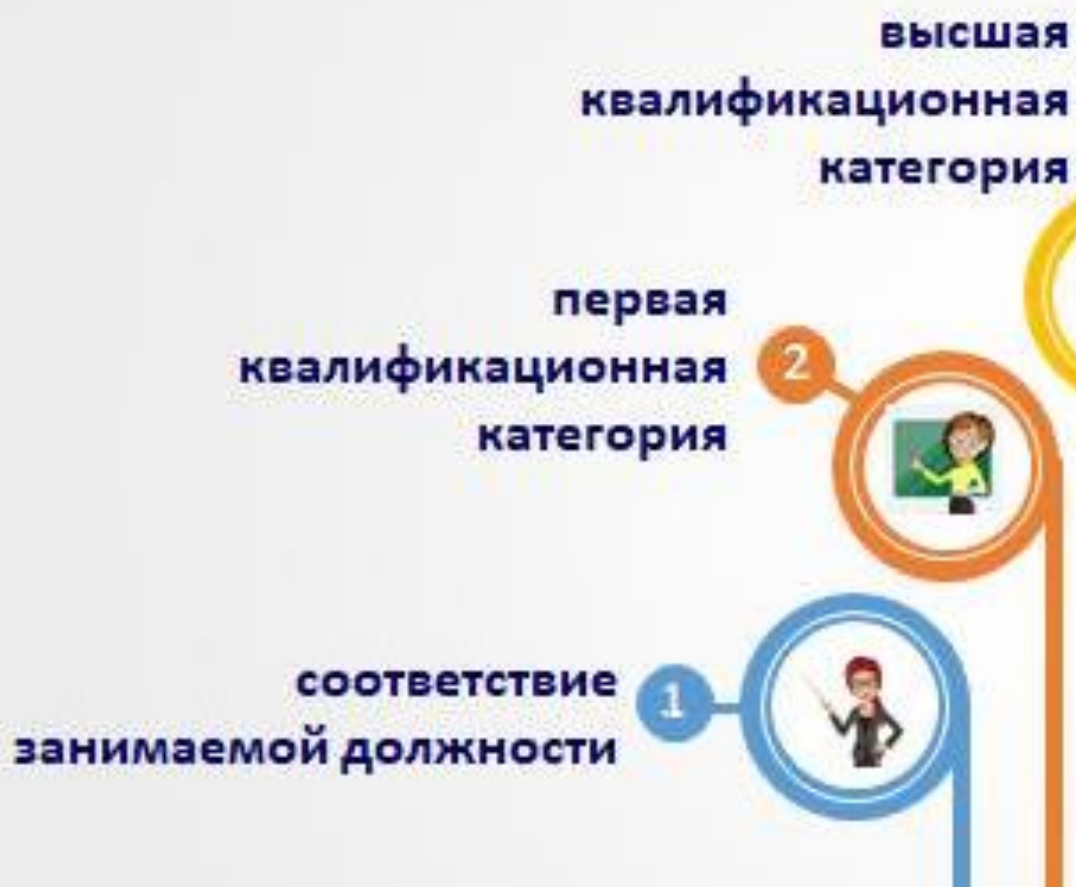 высшая
квалификационная
категория
первая
квалификационная
категория
2
соответствие
занимаемой должности
1